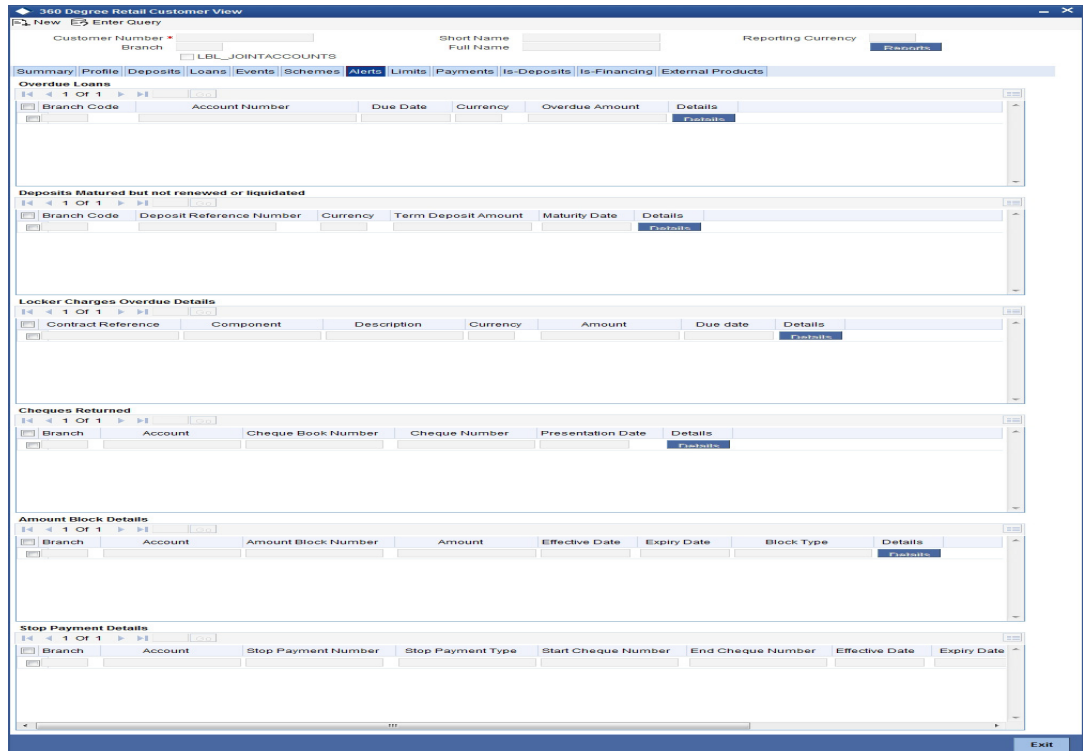 360 Degree Retail Customer View
New Enter Query
Customer Number * Short Name Reporting Currency
Branch Full Name Reports
LBL_JOINTACCOUNTS
Summary Profile Deposits Loans Events Schemes Alerts Limits Payments Is-Deposits Is-Financing External Products
Overdue Loans
1 Of 1 Go
Branch Code Account Number Due Date Currency Overdue Amount Details
Details
Deposits Matured but not renewed or liquidated
1 Of 1 Go
Branch Code Deposit Reference Number Currency Term Deposit Amount Maturity Date Details
Details
Locker Charges Overdue Details
1 Of 1 Go
Contract Reference Component Description Currency Amount Due date Details
Details
Cheques Returned
1 Of 1 Go
Branch Account Cheque Book Number Cheque Number Presentation Date Details
Details
Amount Block Details
1 Of 1 Go
Branch Account Amount Block Number Amount Effective Date Expiry Date Block Type Details
Details
Stop Payment Details
1 Of 1 Go
Branch Account Stop Payment Number Stop Payment Type Start Cheque Number End Cheque Number Effective Date Expiry Date
Exit